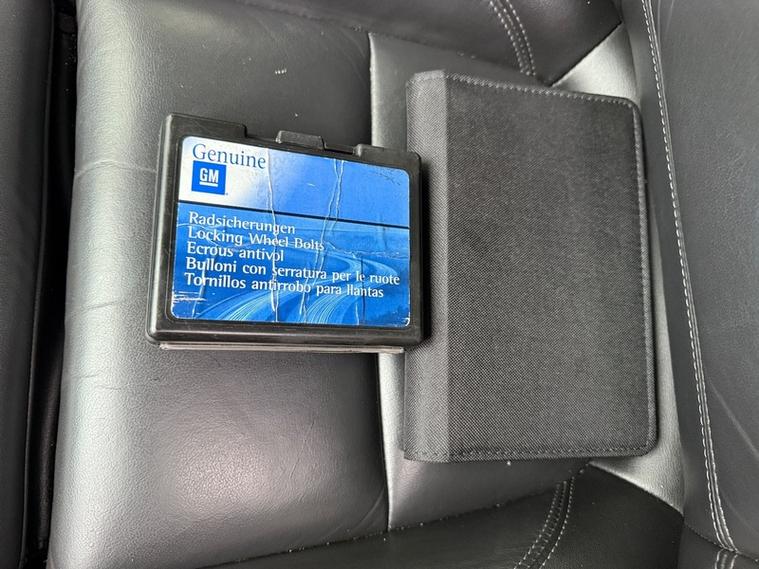 Genuine
GM
Radsicherungen
Locking Wheel Bolts
Ecrous antivol
Bulloni con serratura per le ruote
Tornillos antirrobo para llantas